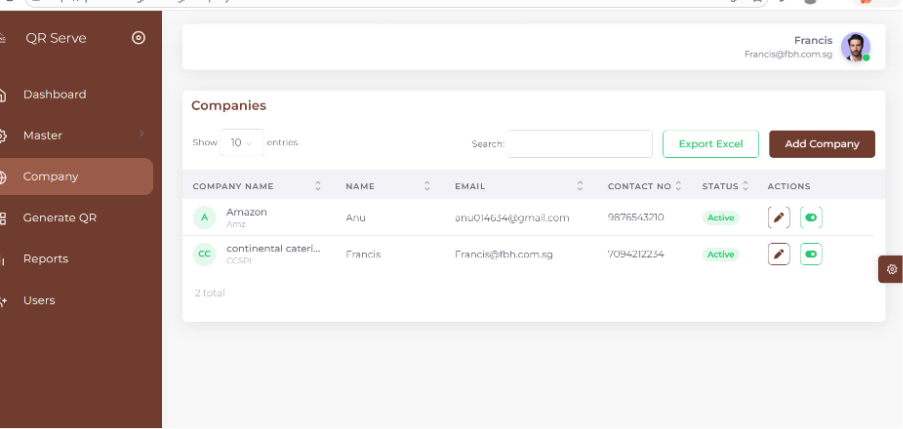 QR Serve
Francis
Francis@fbh.com.sg
Dashboard
Master
Company
Generate QR
Reports
Users
Companies
Show 10 entries
Search:
Export Excel
Add Company
COMPANY NAME NAME EMAIL CONTACT NO STATUS ACTIONS
A Amazon Anu anu014634@gmail.com 9876543210 Active
Amz
CC continental cateri... Francis Francis@fbh.com.sg 7094212234 Active
CCSPL
2 total